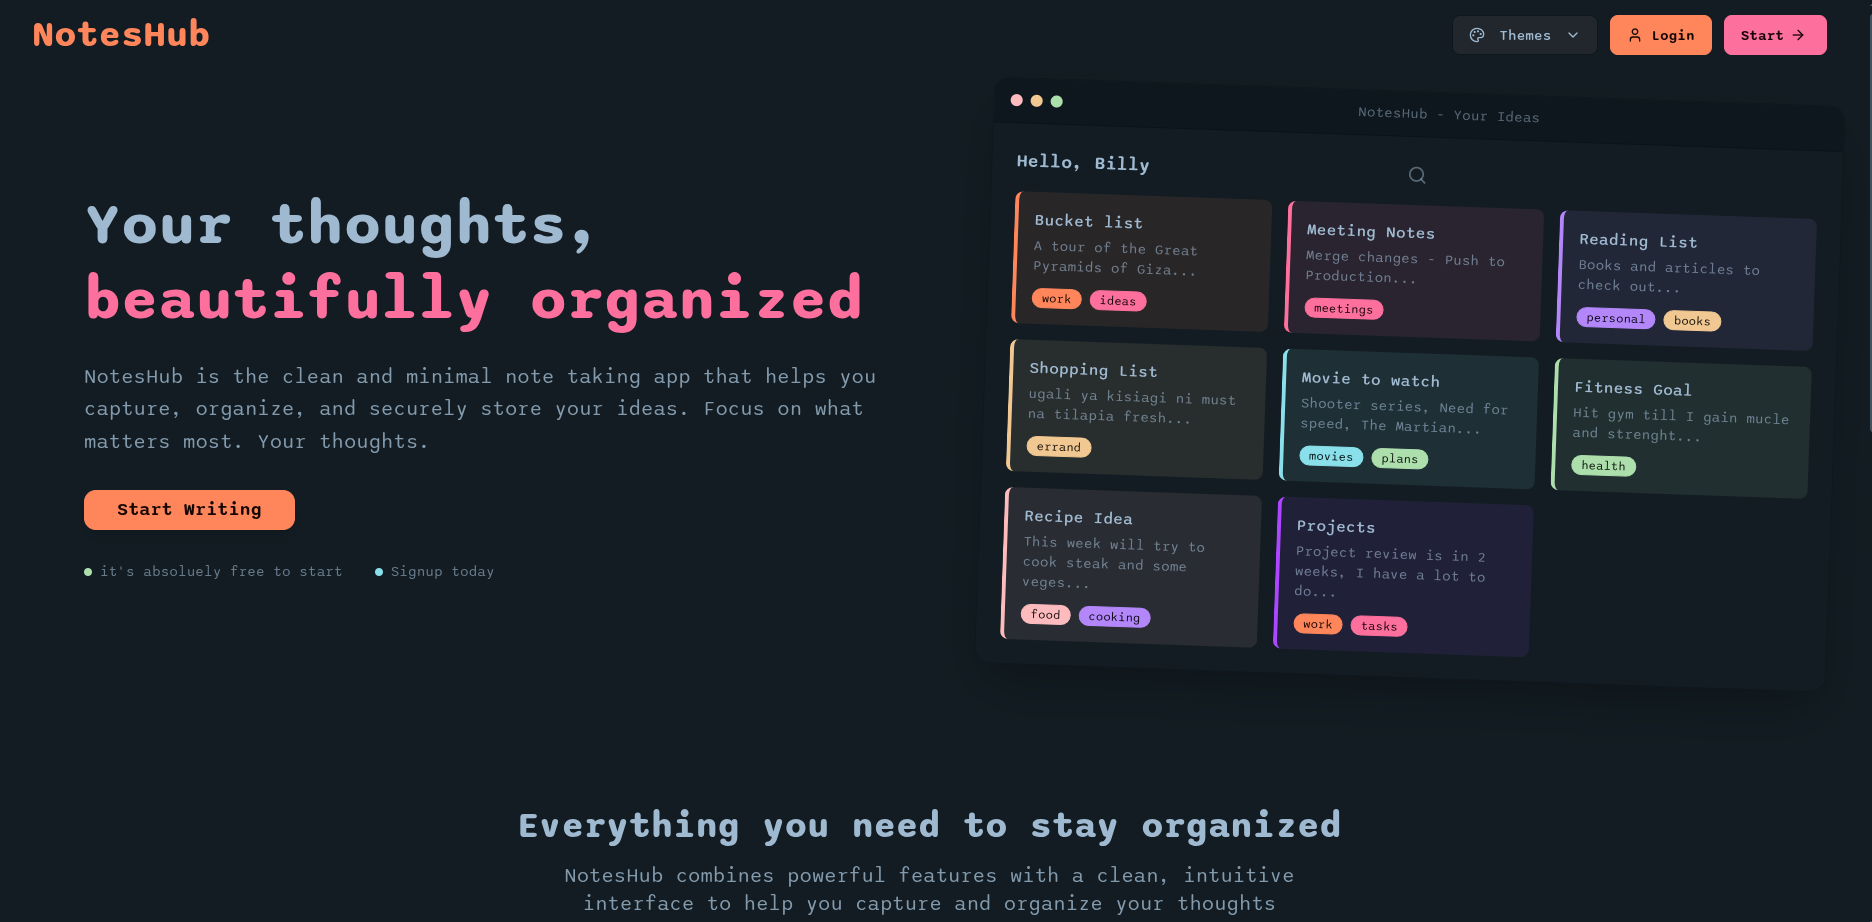 NotesHub
Themes
Login
Start
Your thoughts,
beautifully organized
NotesHub is the clean and minimal note taking app that helps you
capture, organize, and securely store your ideas. Focus on what
matters most. Your thoughts.
Start Writing
it's absoluely free to start
Signup today
NotesHub - Your Ideas
Hello, Billy
Bucket list
A tour of the Great
Pyramids of Giza...
work ideas
Meeting Notes
Merge changes - Push to
Production...
meetings
Reading List
Books and articles to
check out...
personal books
Shopping List
ugali ya kisiagi ni must
na tilapia fresh...
errand
Movie to watch
Shooter series, Need for
speed, The Martian...
movies plans
Fitness Goal
Hit gym till I gain mucle
and strenght...
health
Recipe Idea
This week will try to
cook steak and some
veges...
food cooking
Projects
Project review is in 2
weeks, I have a lot to
do...
work tasks
Everything you need to stay organized
NotesHub combines powerful features with a clean, intuitive
interface to help you capture and organize your thoughts